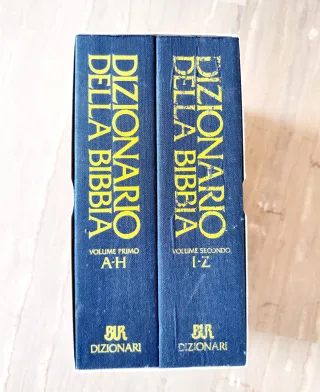 DIZIONARIO
DELLA BIBBIA
VOLUME PRIMO
A-H
BUR
DIZIONARI
DIZIONARIO
DELLA BIBBIA
VOLUME SECONDO
I-Z
BUR
DIZIONARI